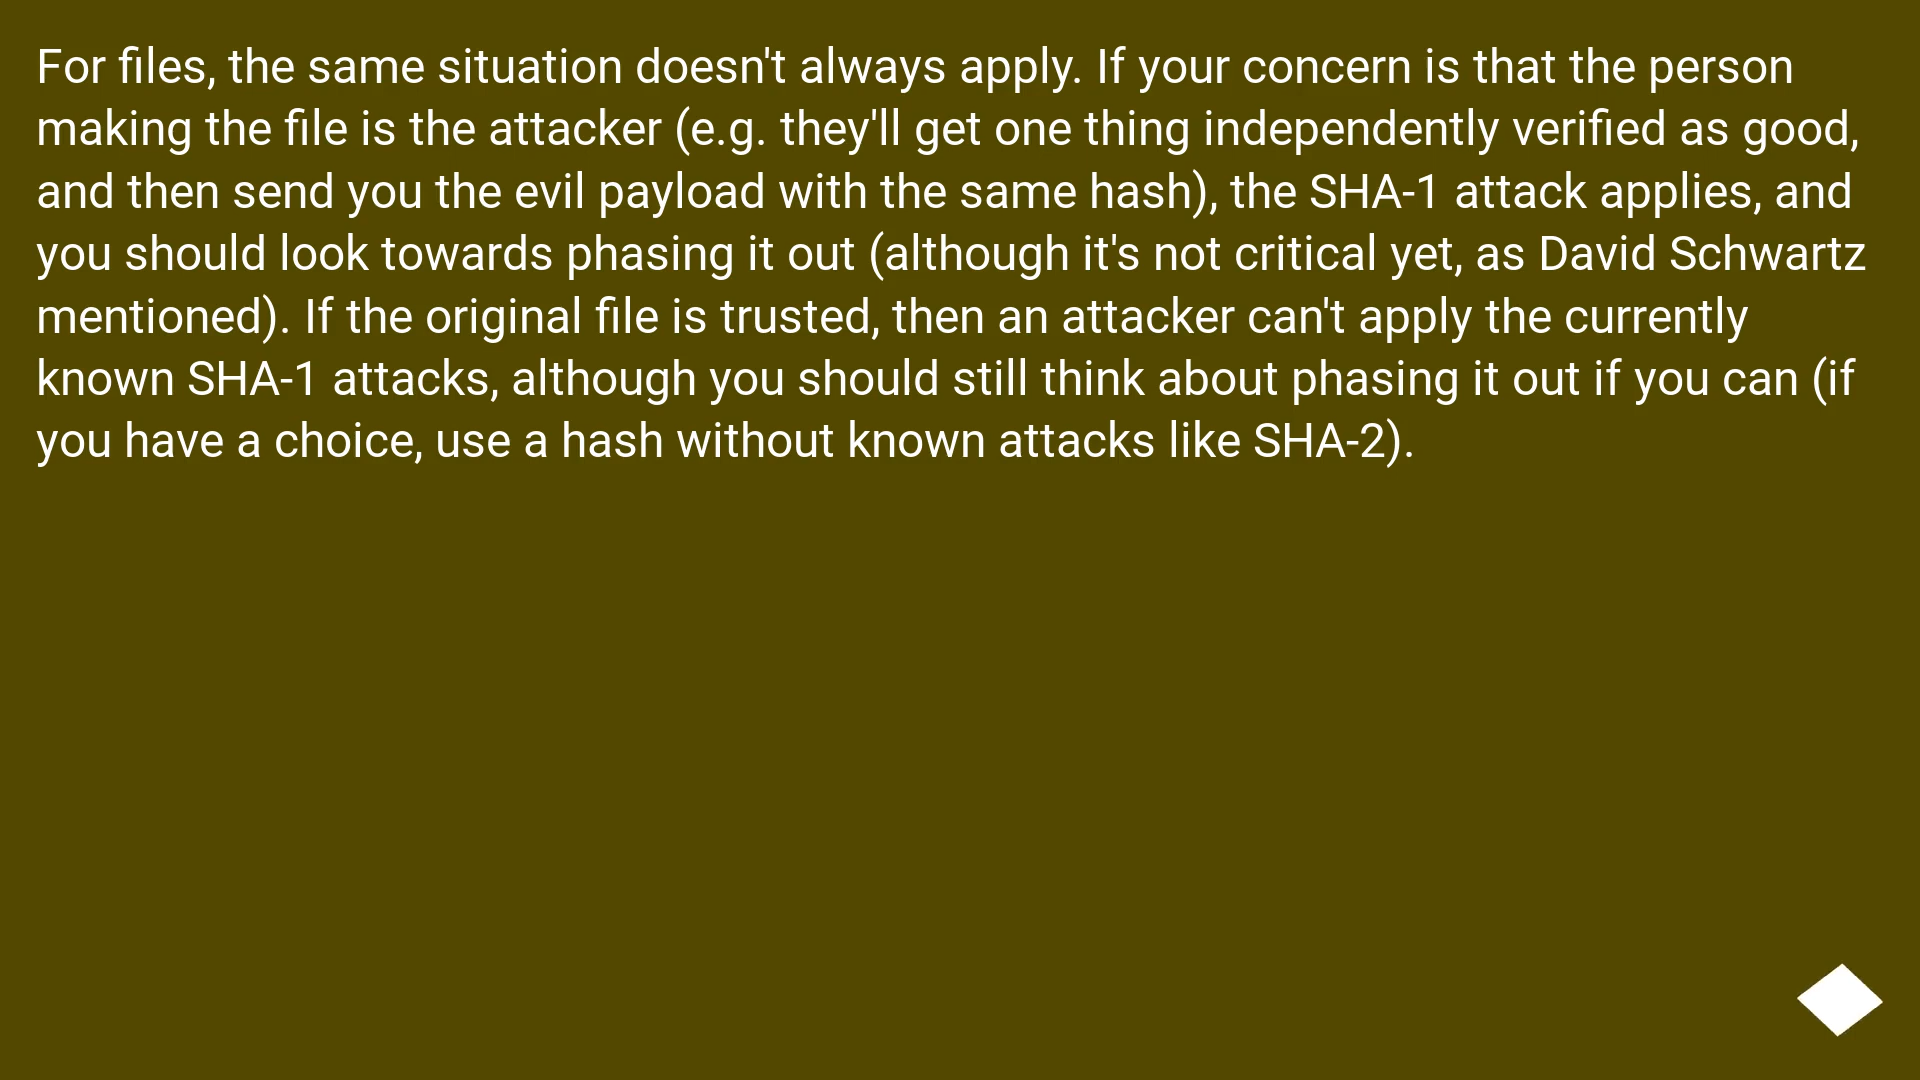 For files, the same situation doesn't always apply. If your concern is that the person
making the file is the attacker (e.g. they'll get one thing independently verified as good,
and then send you the evil payload with the same hash), the SHA-1 attack applies, and
you should look towards phasing it out (although it's not critical yet, as David Schwartz
mentioned). If the original file is trusted, then an attacker can't apply the currently
known SHA-1 attacks, although you should still think about phasing it out if you can (if
you have a choice, use a hash without known attacks like SHA-2).